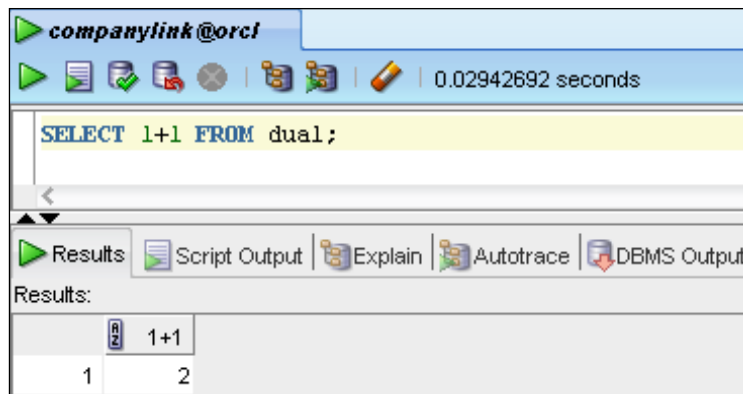 companylink@orcl
0.02942692 seconds
SELECT 1+1 FROM dual;
Results Script Output Explain Autotrace DBMS Output
Results:
1+1
1 2